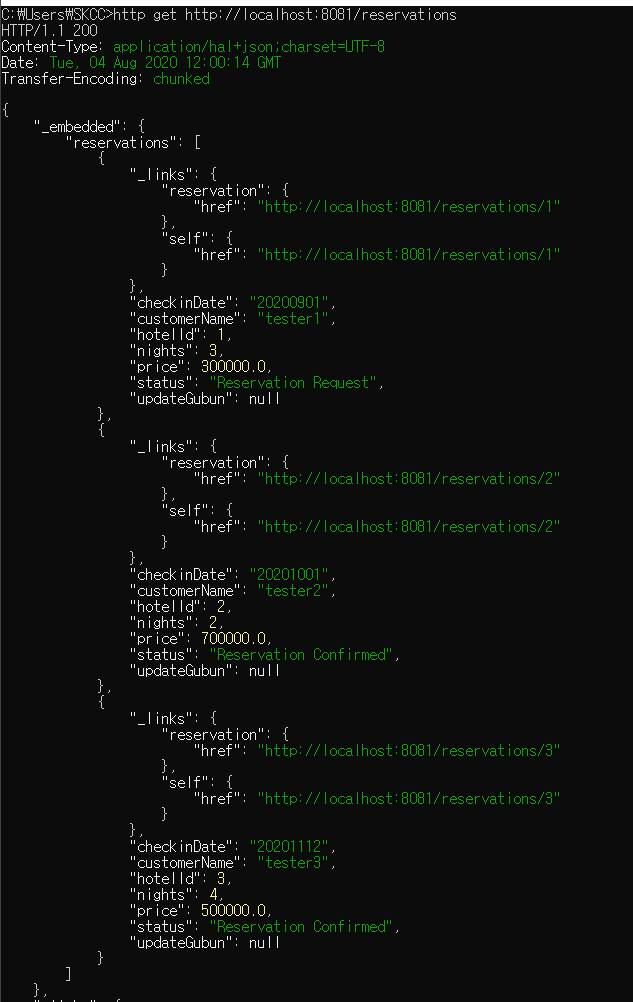 C:₩Users₩SKCC>http get http://localhost:8081/reservations
HTTP/1.1 200
Content-Type: application/hal+json;charset=UTF-8
Date: Tue, 04 Aug 2020 12:00:14 GMT
Transfer-Encoding: chunked

{
    "_embedded": {
        "reservations": [
            {
                "_links": {
                    "reservation": {
                        "href": "http://localhost:8081/reservations/1"
                    },
                    "self": {
                        "href": "http://localhost:8081/reservations/1"
                    }
                },
                "checkinDate": "20200901",
                "customerName": "tester1",
                "hotelId": 1,
                "nights": 3,
                "price": 300000.0,
                "status": "Reservation Request",
                "updateGubun": null
            },
            {
                "_links": {
                    "reservation": {
                        "href": "http://localhost:8081/reservations/2"
                    },
                    "self": {
                        "href": "http://localhost:8081/reservations/2"
                    }
                },
                "checkinDate": "20201001",
                "customerName": "tester2",
                "hotelId": 2,
                "nights": 2,
                "price": 700000.0,
                "status": "Reservation Confirmed",
                "updateGubun": null
            },
            {
                "_links": {
                    "reservation": {
                        "href": "http://localhost:8081/reservations/3"
                    },
                    "self": {
                        "href": "http://localhost:8081/reservations/3"
                    }
                },
                "checkinDate": "20201112",
                "customerName": "tester3",
                "hotelId": 3,
                "nights": 4,
                "price": 500000.0,
                "status": "Reservation Confirmed",
                "updateGubun": null
            }
        ]
    },